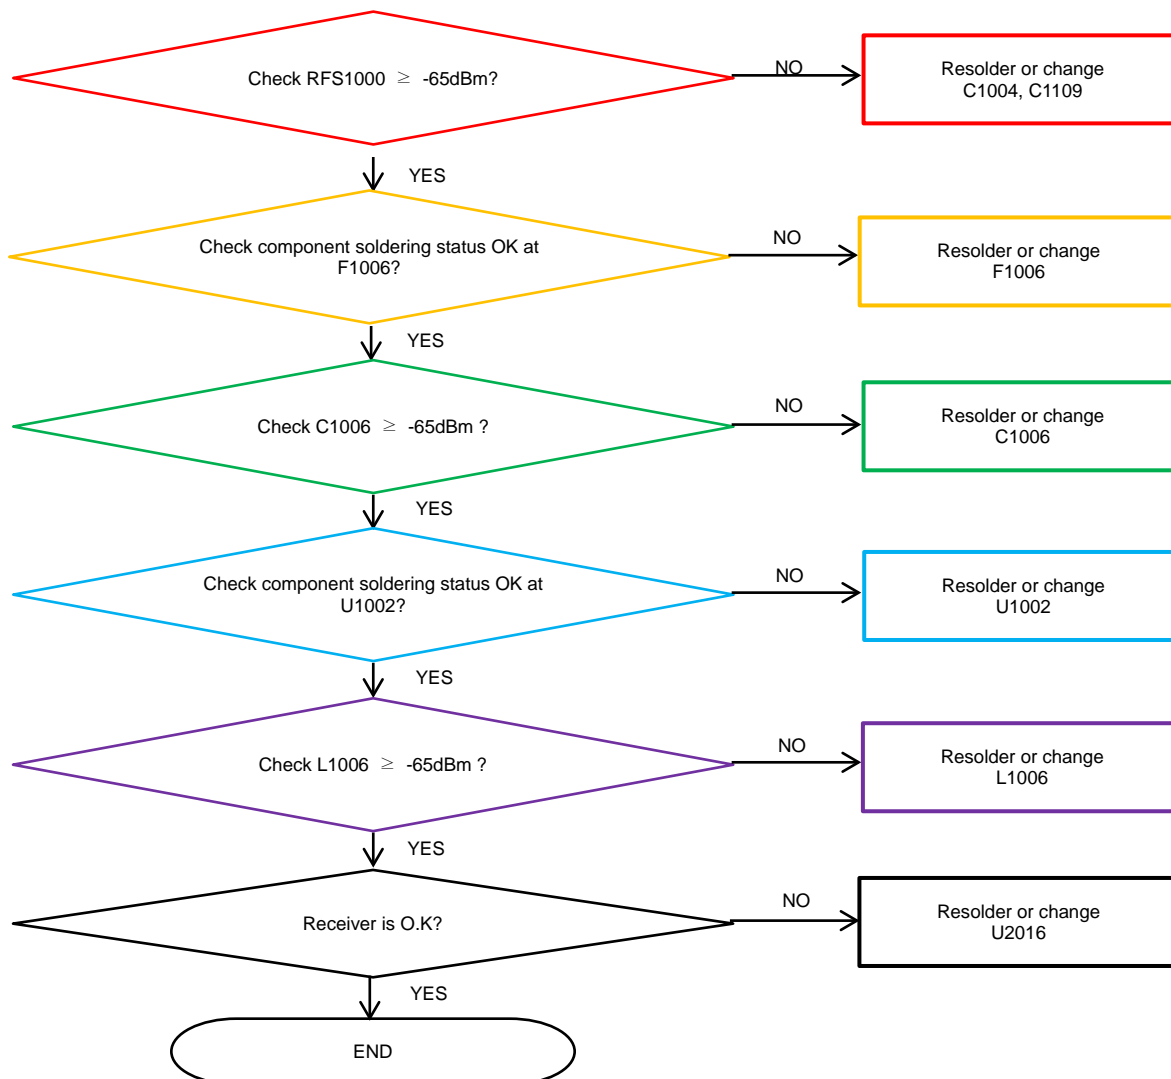 Check RFS1000 ≥ -65dBm?
NO
Resolder or change
C1004, C1109
YES
Check component soldering status OK at
F1006?
NO
Resolder or change
F1006
YES
Check C1006 ≥ -65dBm ?
NO
Resolder or change
C1006
YES
Check component soldering status OK at
U1002?
NO
Resolder or change
U1002
YES
Check L1006 ≥ -65dBm ?
NO
Resolder or change
L1006
YES
Receiver is O.K?
NO
Resolder or change
U2016
YES
END